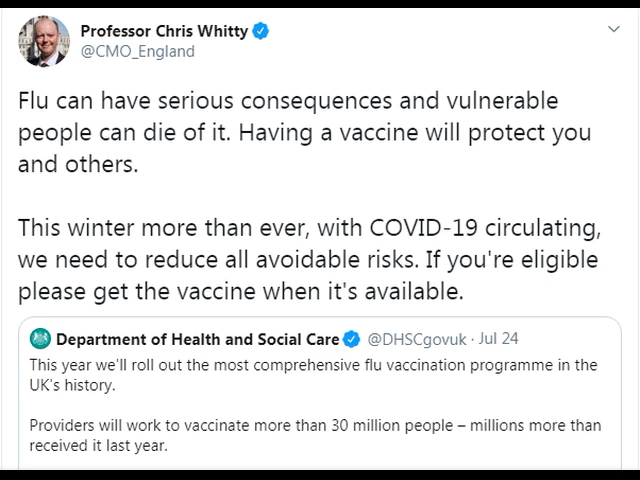 Professor Chris Whitty
@CMO_England
Flu can have serious consequences and vulnerable
people can die of it. Having a vaccine will protect you
and others.
This winter more than ever, with COVID-19 circulating,
we need to reduce all avoidable risks. If you're eligible
please get the vaccine when it's available.
Department of Health and Social Care @DHSCgovuk · Jul 24
This year we'll roll out the most comprehensive flu vaccination programme in the
UK's history.
Providers will work to vaccinate more than 30 million people – millions more than
received it last year.